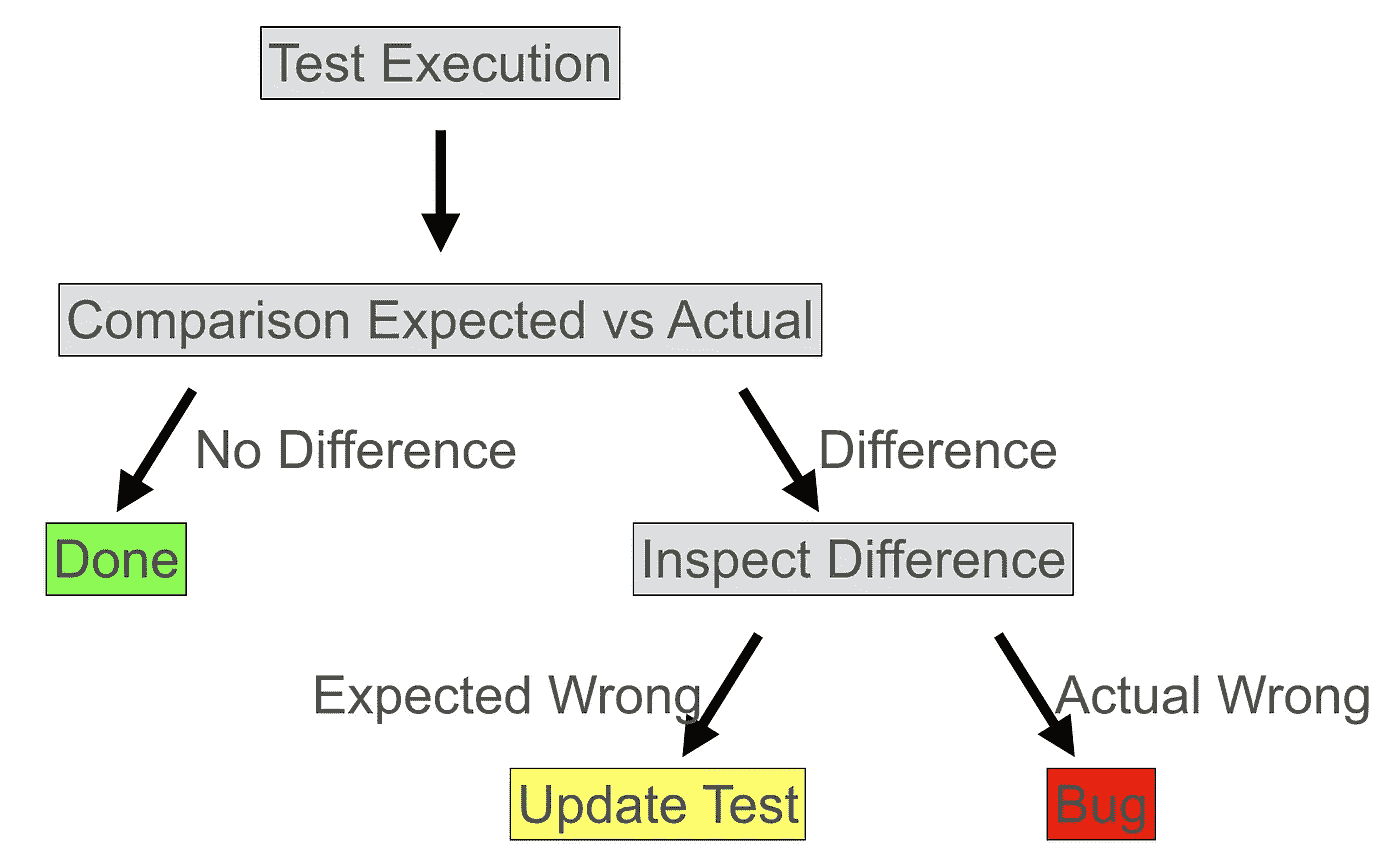 Test Execution
Comparison Expected vs Actual
No Difference
Difference
Done
Inspect Difference
Expected Wrong
Actual Wrong
Update Test
Bug